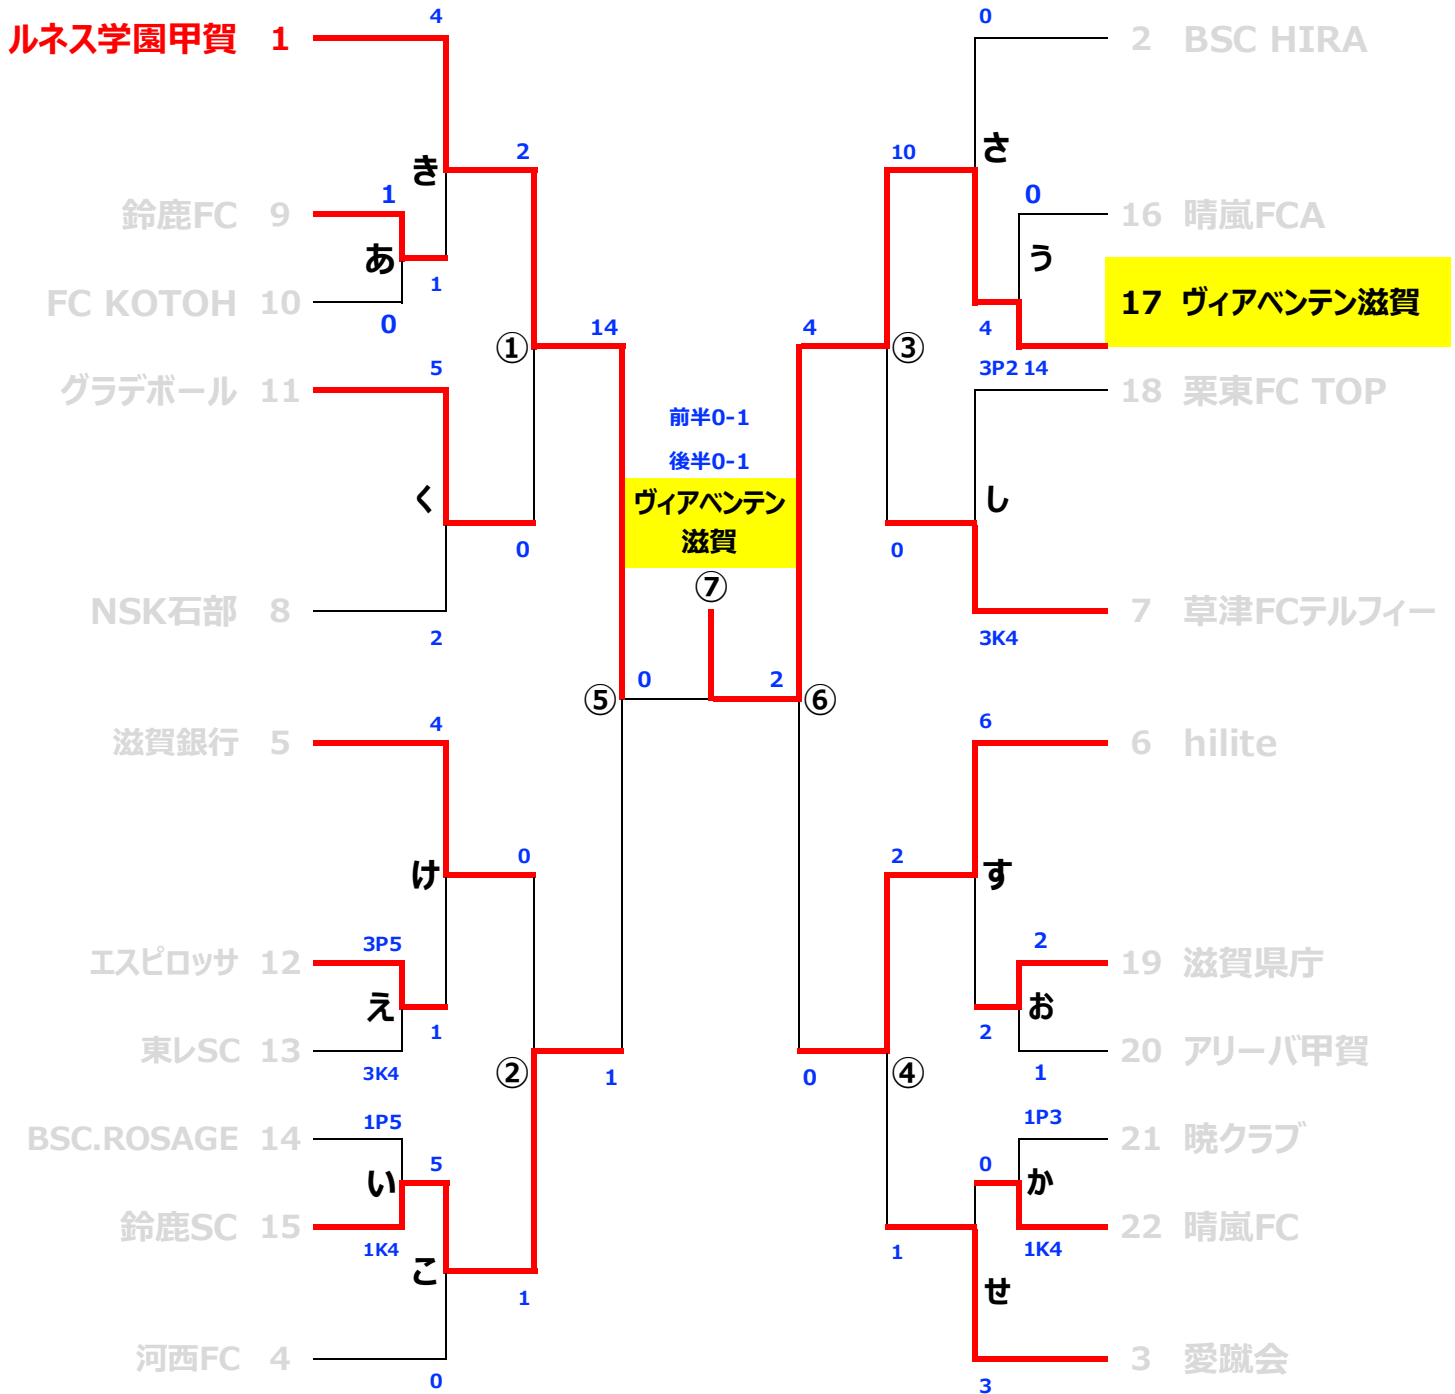 4
ルネス学園甲賀 1
き
2
1
鈴鹿FC 9
あ
1
FC KOTOH 10
0
①
14
5
グラデボール 11
く
0
NSK石部 8
2
⑤
0
4
滋賀銀行 5
け
0
3P5
エスピロッサ 12
え
1
東レSC 13
3K4
②
1
1P5
BSC.ROSAGE 14
い
5
鈴鹿SC 15
1K4
こ
1
河西FC 4
0
前半0-1
後半0-1
ヴィアベンテン
滋賀
⑦
0
2 BSC HIRA
さ
10
0
16 晴嵐FCA
う
17 ヴィアベンテン滋賀
4
3P2 14
4
③
18 栗東FC TOP
し
0
7 草津FCテルフィー
3K4
2
⑥
6
6 hilite
す
2
2
19 滋賀県庁
お
2
20 アリーバ甲賀
1
0
④
1P3
21 暁クラブ
0
か
22 晴嵐FC
1K4
1
せ
3 愛蹴会
3